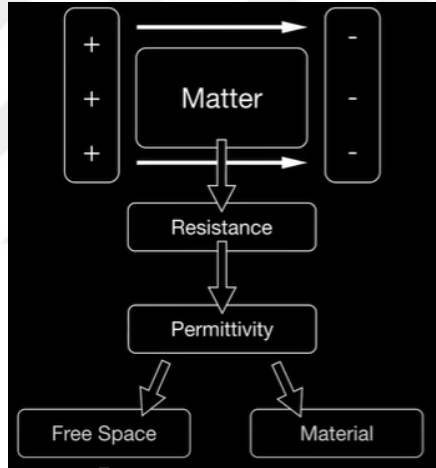 + -
Matter
+ -
+ -
Resistance
Permittivity
Free Space Material